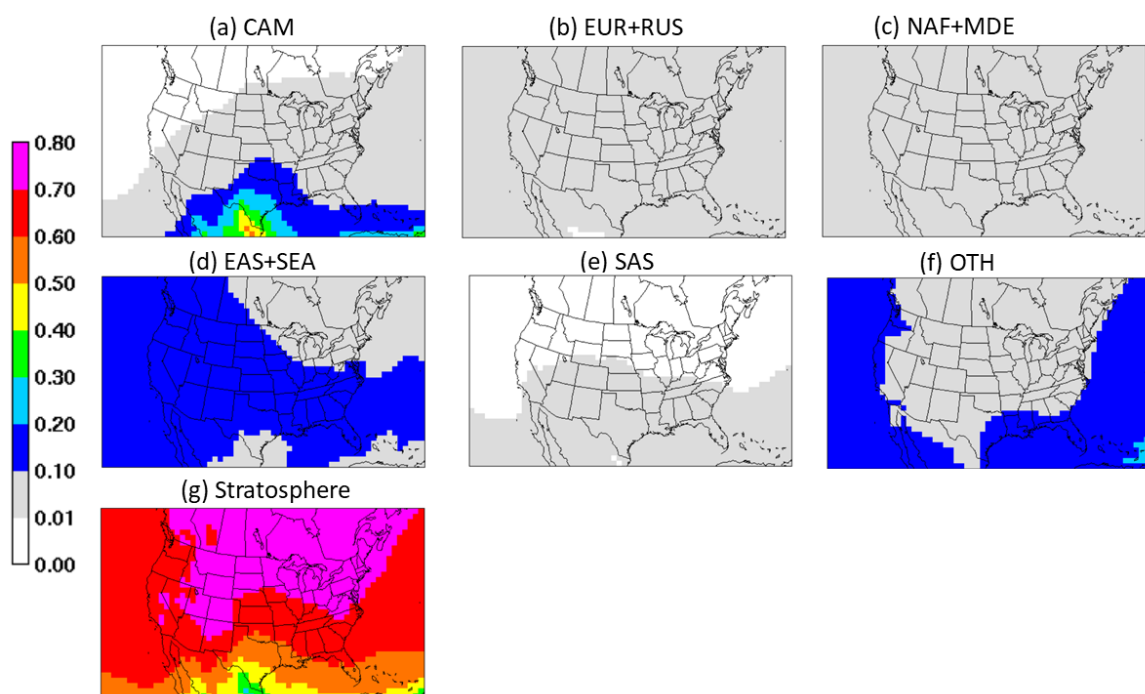 (a) CAM
(b) EUR+RUS
(c) NAF+MDE
0.80
0.70
0.60
0.50
0.40
0.30
0.20
0.10
0.01
0.00
(d) EAS+SEA
(e) SAS
(f) OTH
(g) Stratosphere